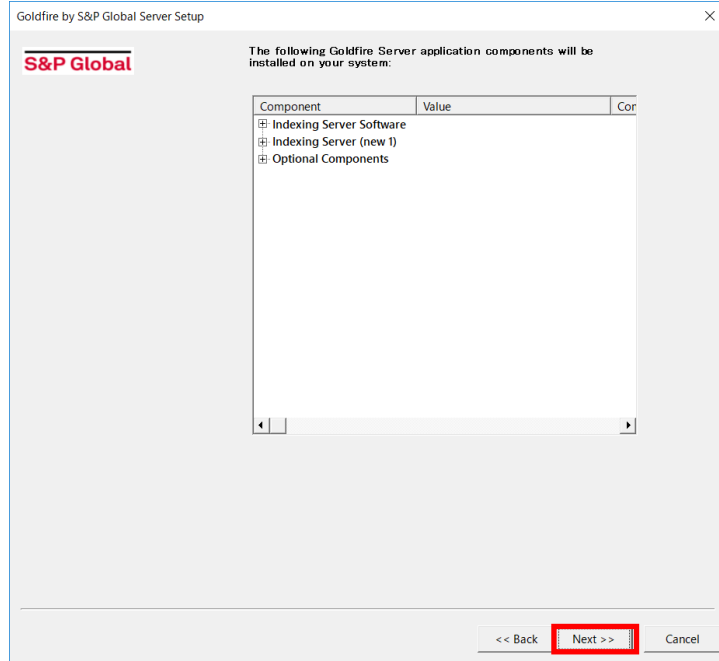 Goldfire by S&P Global Server Setup
S&P Global
The following Goldfire Server application components will be
installed on your system:
Component Value Con
Indexing Server Software
Indexing Server (new 1)
Optional Components
<< Back Next >> Cancel